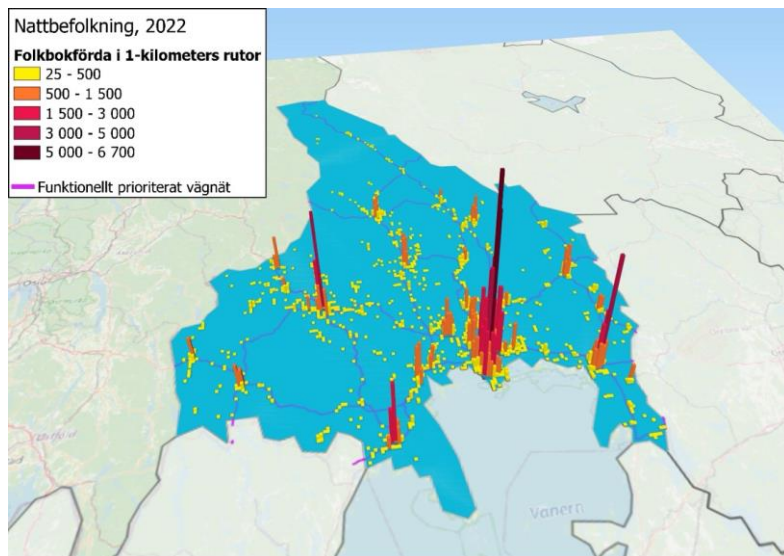 Nattbefolkning, 2022
Folkbokförda i 1-kilometers rutor
25 - 500
500 - 1 500
1 500 - 3 000
3 000 - 5 000
5 000 - 6 700
Funktionellt prioriterat vägnät
Vänern